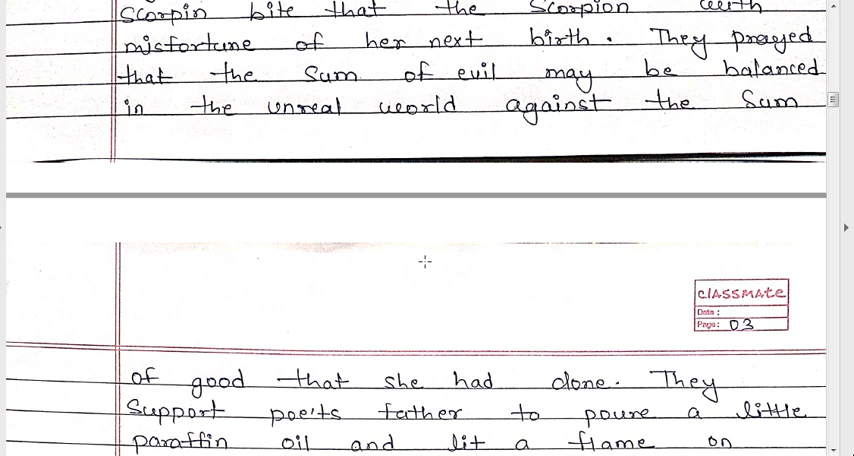 Scorpin bite that the Scorpion with
misfortune of her next birth. They prayed
that the Sum of evil may be balanced
in the unreal world against the Sum
classmate
Date :
Page : 03
of good that she had done. They
Support poeits father to poure a little
paraffin oil and lit a flame on